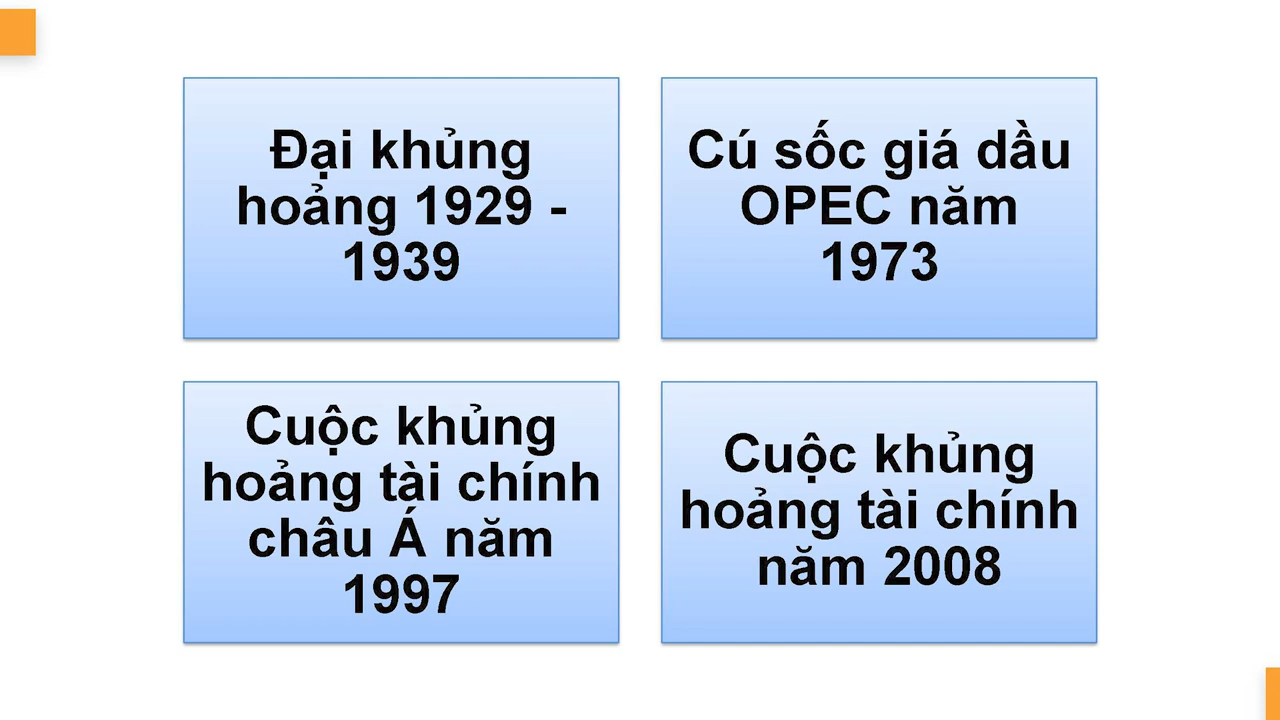 Đại khủng
hoảng 1929 -
1939
Cú sốc giá dầu
OPEC năm
1973
Cuộc khủng
hoảng tài chính
châu Á năm
1997
Cuộc khủng
hoảng tài chính
năm 2008